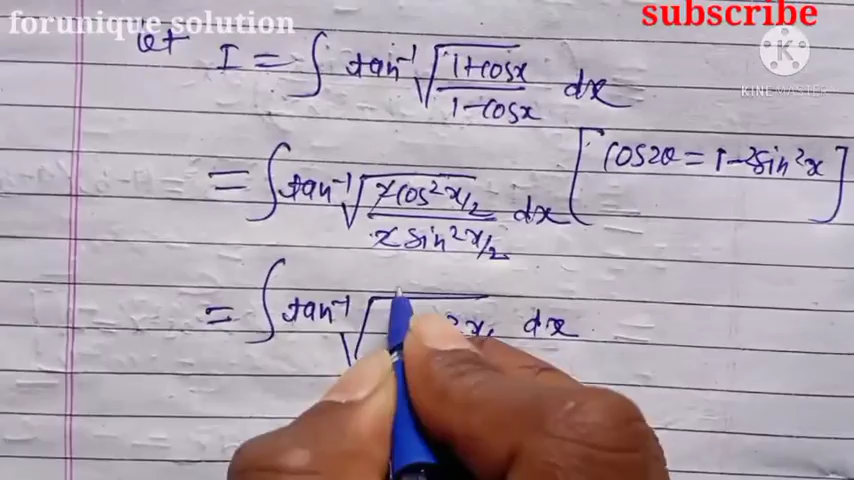 forunique solution
subscribe
KINEMASTER
let I = ∫ tan⁻¹ √(1+cosx / 1-cosx) dx
= ∫ tan⁻¹ √(2cos²x/2 / 2sin²x/2) dx [cos2θ = 1-2sin²x]
= ∫ tan⁻¹ √ ²x/ dx